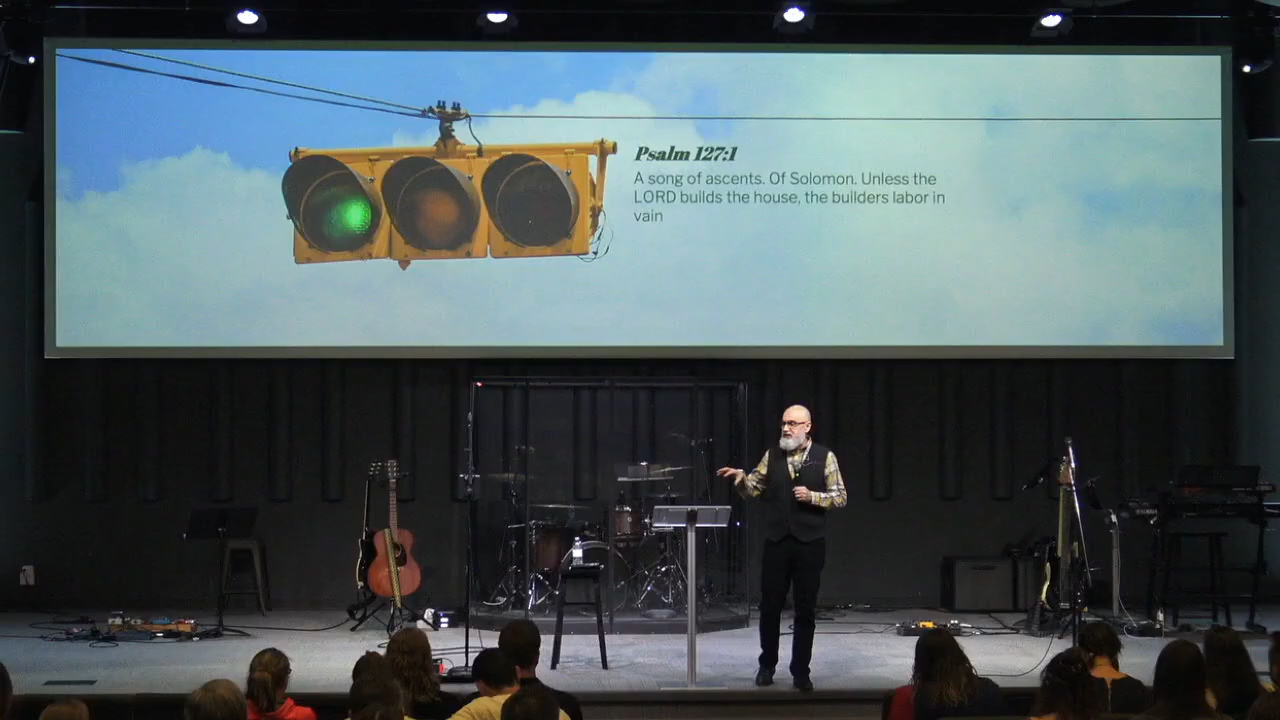 Psalm 127:1
A song of ascents. Of Solomon. Unless the
LORD builds the house, the builders labor in
vain